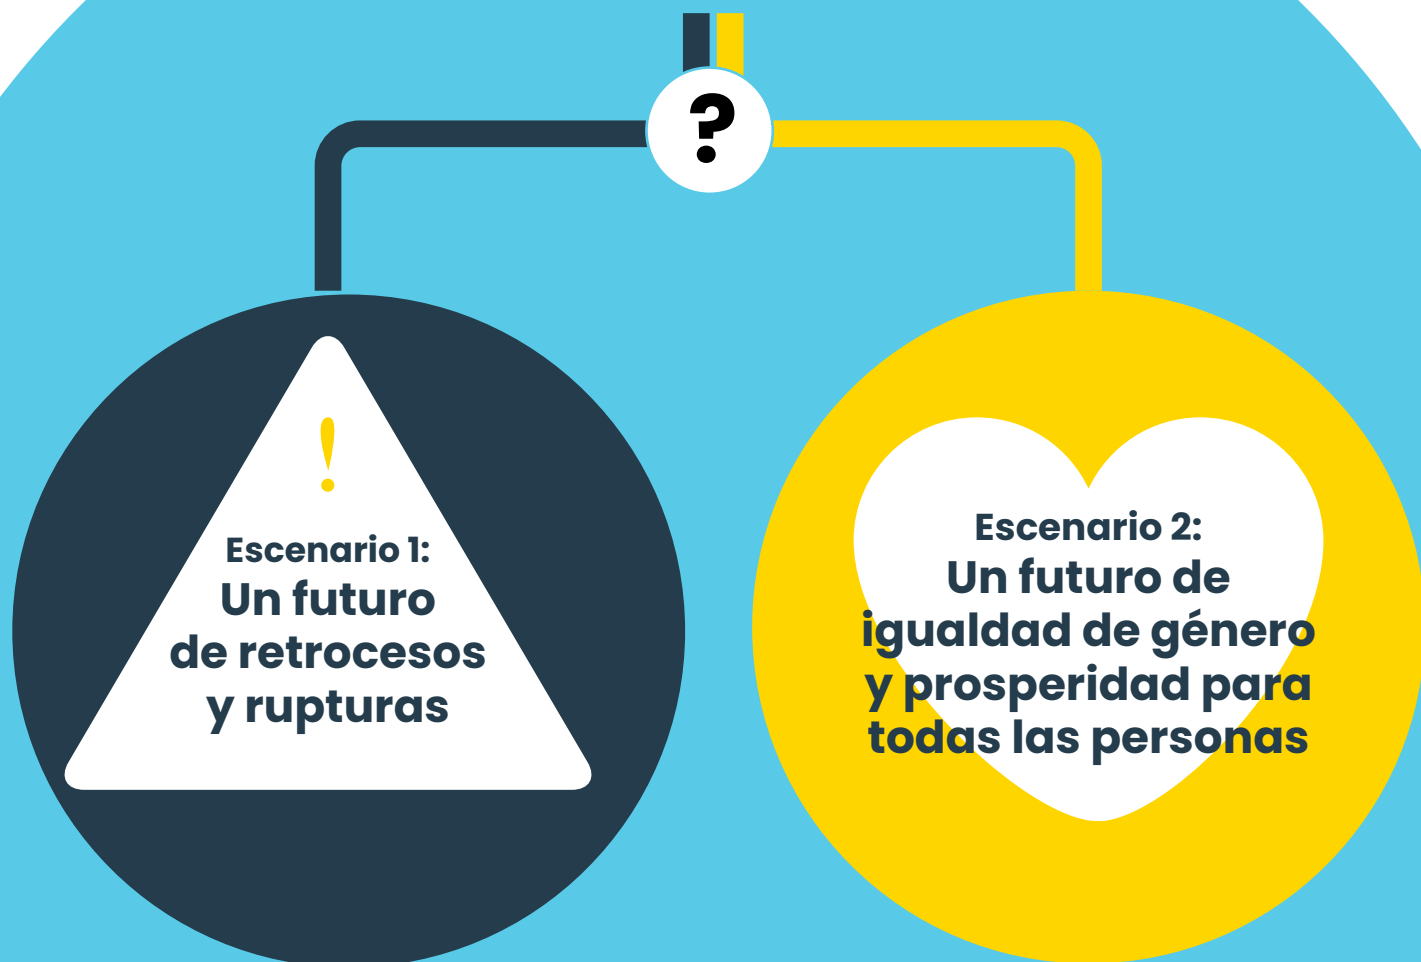 ?
!
Escenario 1:
Un futuro
de retrocesos
y rupturas
Escenario 2:
Un futuro de
igualdad de género
y prosperidad para
todas las personas